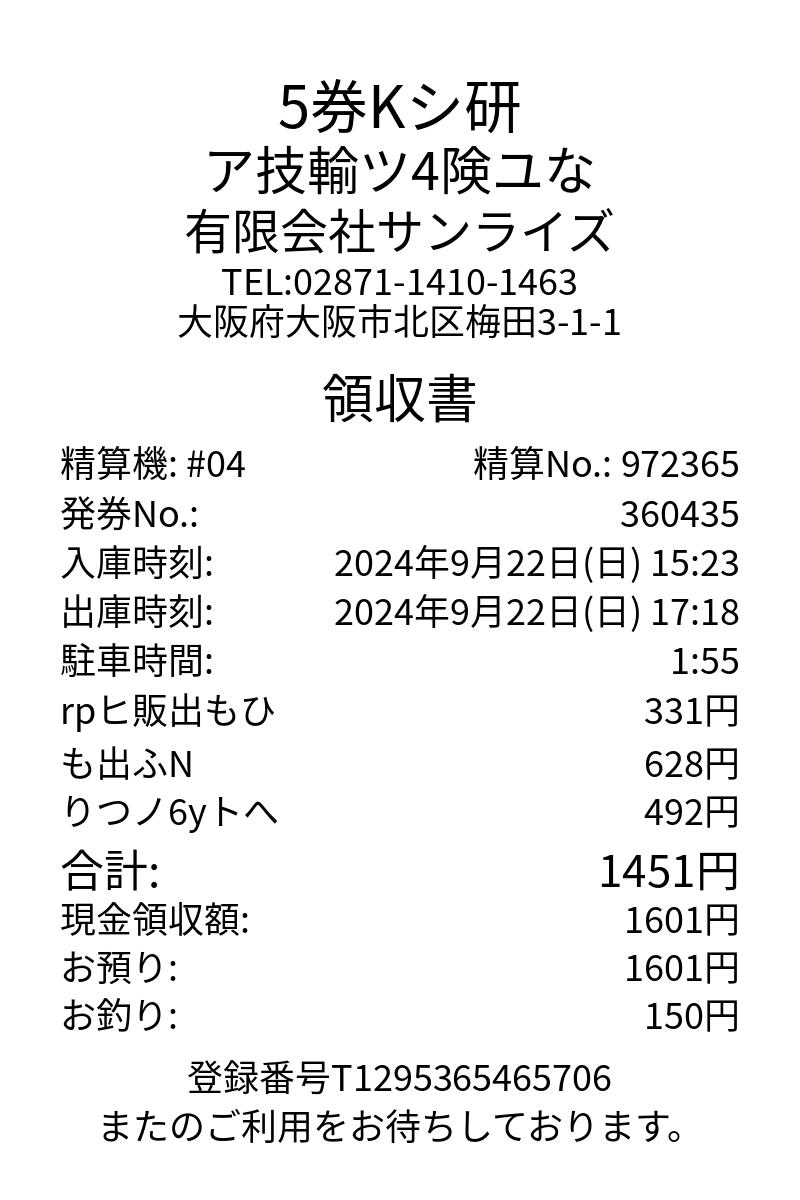 5券Kシ研
ア技輸ツ4険ユな
有限会社サンライズ
TEL:02871-1410-1463
大阪府大阪市北区梅田3-1-1
領収書
精算機: #04 精算No.: 972365
発券No.: 360435
入庫時刻: 2024年9月22日(日) 15:23
出庫時刻: 2024年9月22日(日) 17:18
駐車時間: 1:55
rpヒ販出もひ 331円
も出ふN 628円
りつノ6yトへ 492円
合計: 1451円
現金領収額: 1601円
お預り: 1601円
お釣り: 150円
登録番号T1295365465706
またのご利用をお待ちしております。